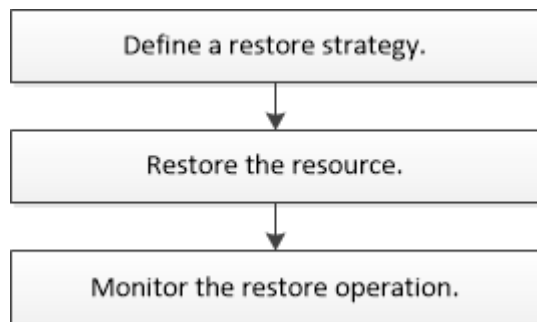 Define a restore strategy.
Restore the resource.
Monitor the restore operation.